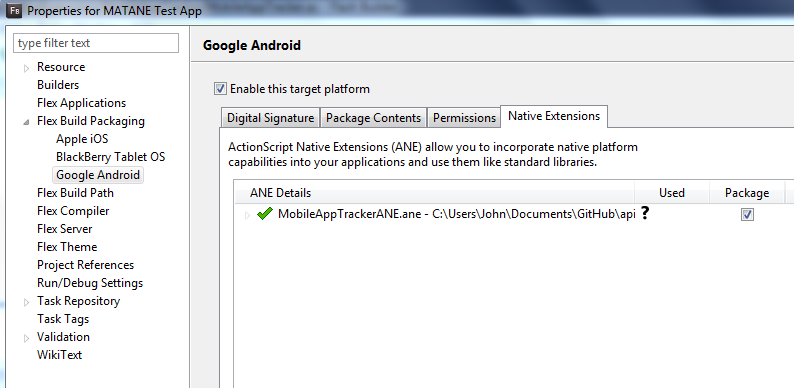 Fb Properties for MATANE Test App
type filter text
Resource
Builders
Flex Applications
Flex Build Packaging
Apple iOS
BlackBerry Tablet OS
Google Android
Flex Build Path
Flex Compiler
Flex Server
Flex Theme
Project References
Run/Debug Settings
Task Repository
Task Tags
Validation
WikiText
Google Android
Enable this target platform
Digital Signature Package Contents Permissions Native Extensions
ActionScript Native Extensions (ANE) allow you to incorporate native platform
capabilities into your applications and use them like standard libraries.
ANE Details Used Package
MobileAppTrackerANE.ane - C:\Users\John\Documents\GitHub\api ?